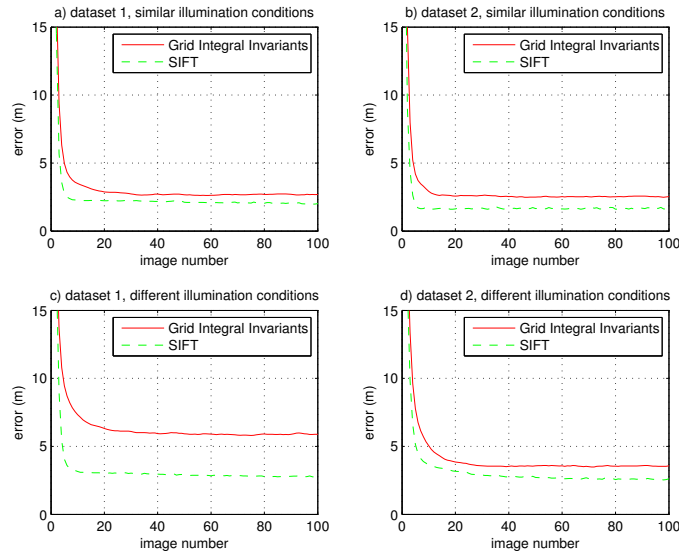 a) dataset 1, similar illumination conditions
15
10
5
0
error (m)
0 20 40 60 80 100
image number
Grid Integral Invariants
SIFT
b) dataset 2, similar illumination conditions
15
10
5
0
error (m)
0 20 40 60 80 100
image number
Grid Integral Invariants
SIFT
c) dataset 1, different illumination conditions
15
10
5
0
error (m)
0 20 40 60 80 100
image number
Grid Integral Invariants
SIFT
d) dataset 2, different illumination conditions
15
10
5
0
error (m)
0 20 40 60 80 100
image number
Grid Integral Invariants
SIFT